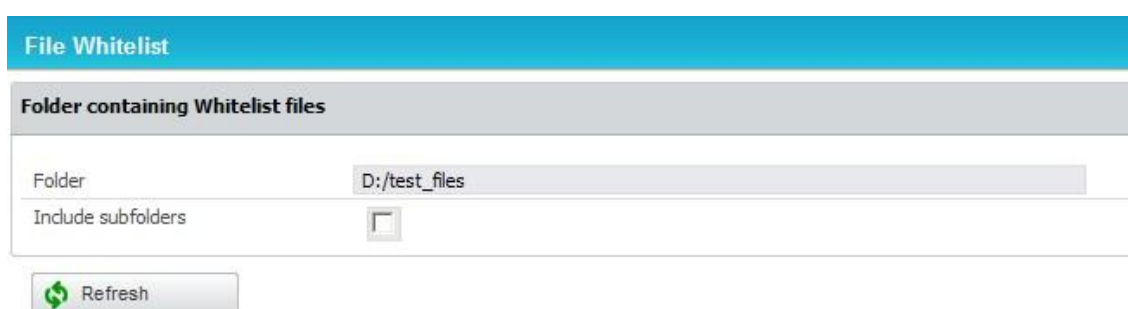 File Whitelist
Folder containing Whitelist files
Folder D:/test_files
Include subfolders
Refresh